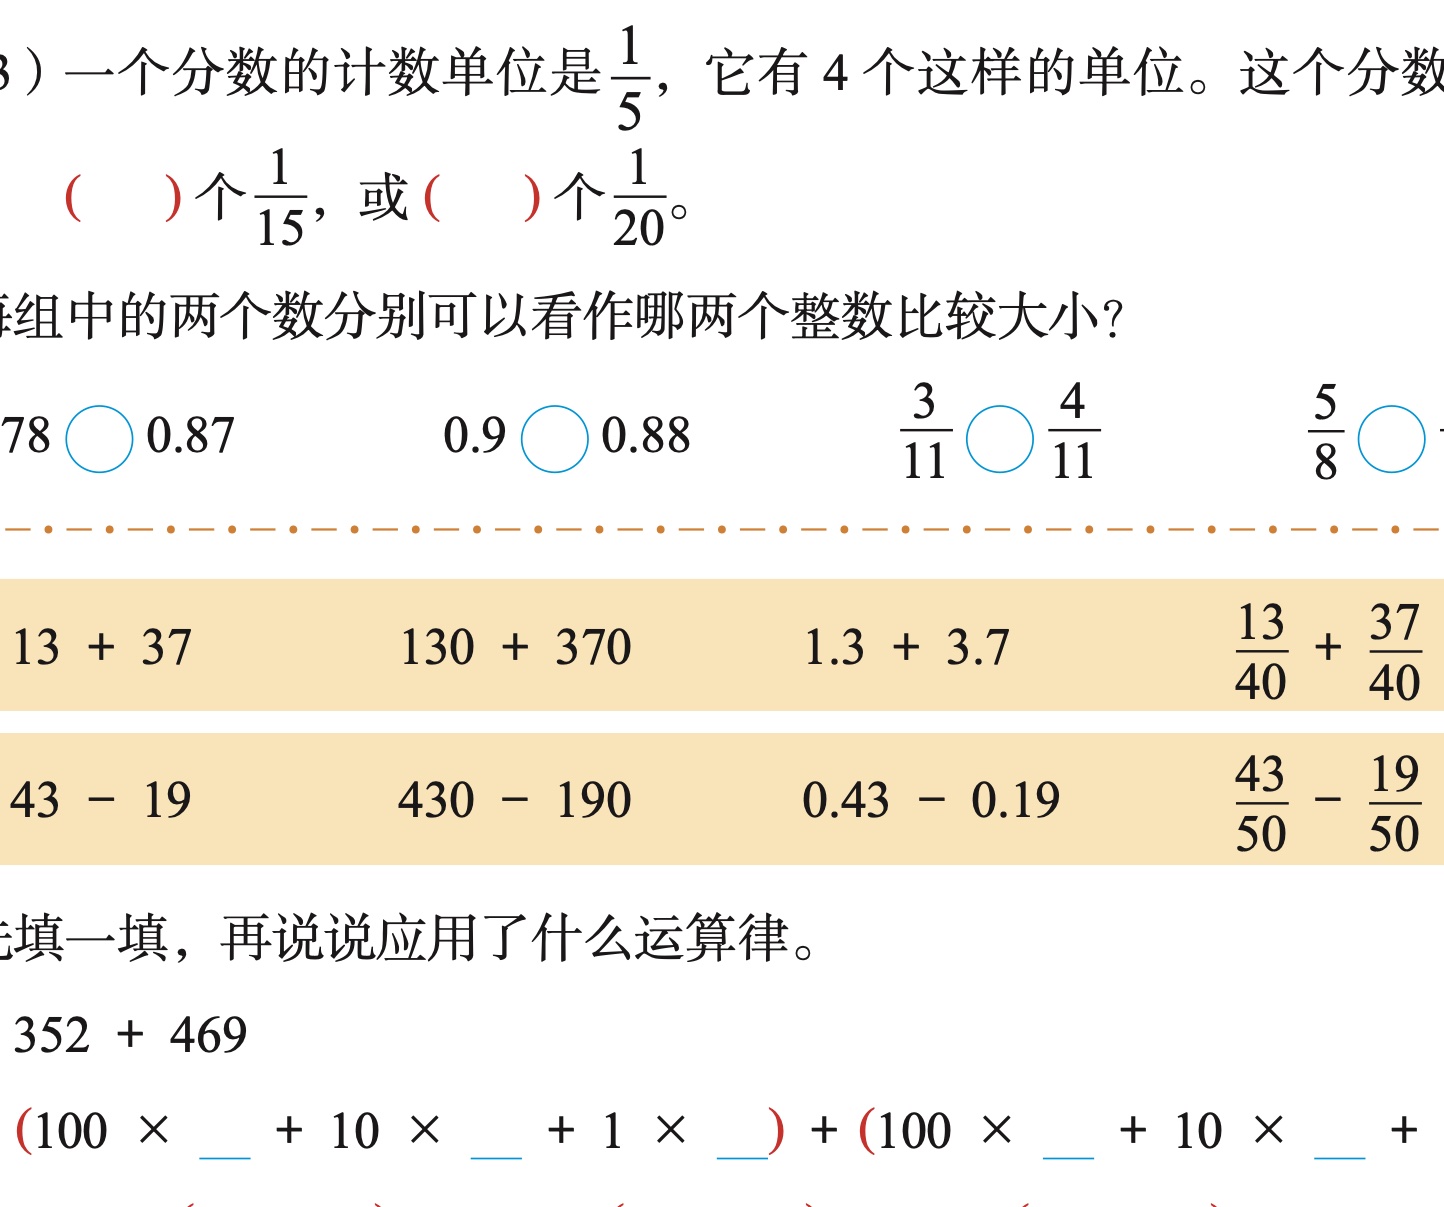 3）一个分数的计数单位是 1/5，它有 4 个这样的单位。这个分数
(  )个 1/15，或(  )个 1/20。
每组中的两个数分别可以看作哪两个整数比较大小？
78 ○ 0.87 0.9 ○ 0.88 3/11 ○ 4/11 5/8 ○
13 + 37 130 + 370 1.3 + 3.7 13/40 + 37/40
43 − 19 430 − 190 0.43 − 0.19 43/50 − 19/50
先填一填，再说说应用了什么运算律。
352 + 469
(100 × __ + 10 × __ + 1 × __) + (100 × __ + 10 × __ +